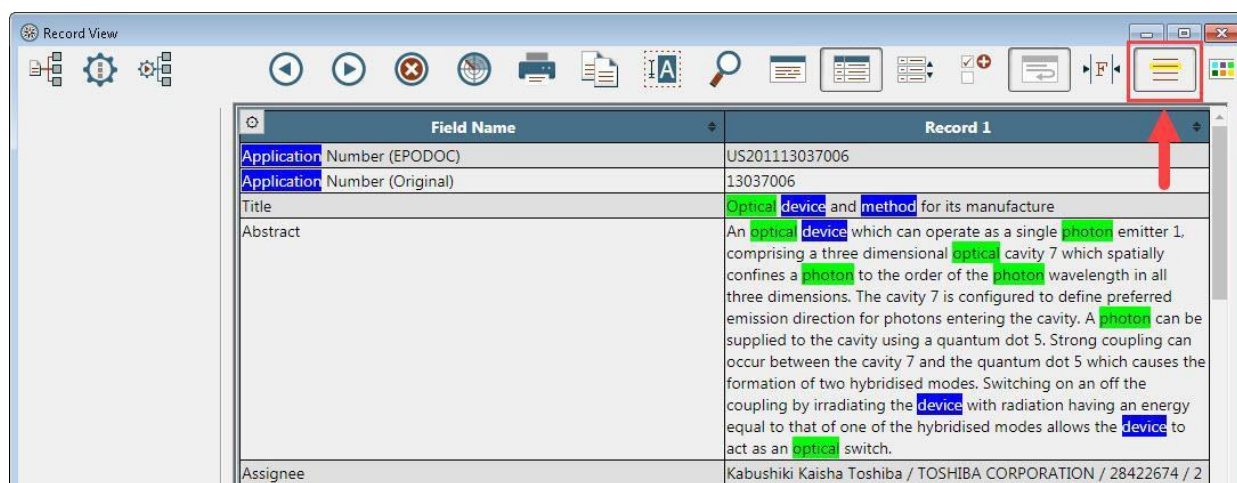 Record View
A
F
Field Name
Record 1
Application Number (EPODOC)
US201113037006
Application Number (Original)
13037006
Title
Optical device and method for its manufacture
Abstract
An optical device which can operate as a single photon emitter 1,
comprising a three dimensional optical cavity 7 which spatially
confines a photon to the order of the photon wavelength in all
three dimensions. The cavity 7 is configured to define preferred
emission direction for photons entering the cavity. A photon can be
supplied to the cavity using a quantum dot 5. Strong coupling can
occur between the cavity 7 and the quantum dot 5 which causes the
formation of two hybridised modes. Switching on an off the
coupling by irradiating the device with radiation having an energy
equal to that of one of the hybridised modes allows the device to
act as an optical switch.
Assignee
Kabushiki Kaisha Toshiba / TOSHIBA CORPORATION / 28422674 / 2